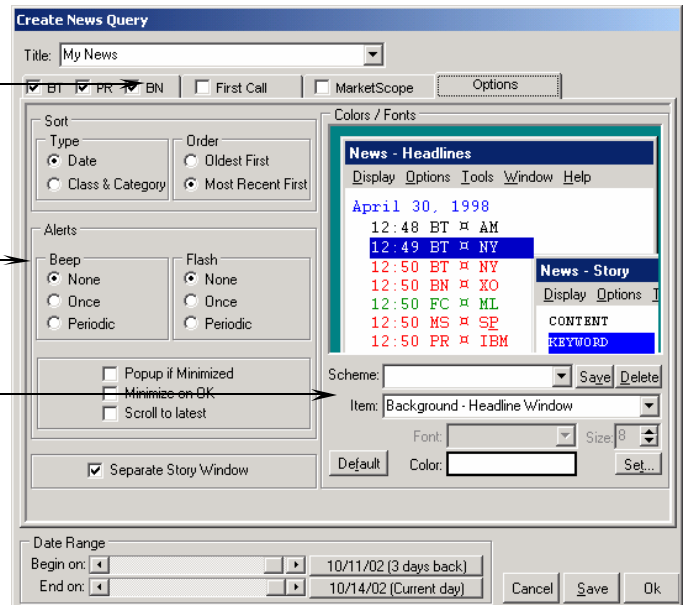 Create News Query
Title: My News
BT PR BN First Call MarketScope Options
Sort
Type
Date
Class & Category
Order
Oldest First
Most Recent First
Alerts
Beep
None
Once
Periodic
Flash
None
Once
Periodic
Popup if Minimized
Minimize on OK
Scroll to latest
Separate Story Window
Colors / Fonts
News - Headlines
Display Options Tools Window Help
April 30, 1998
12:48 BT ¤ AM
12:49 BT ¤ NY
12:50 BT ¤ NY
12:50 BN ¤ XO
12:50 FC ¤ ML
12:50 MS ¤ SP
12:50 PR ¤ IBM
News - Story
Display Options T
CONTENT
KEYWORD
Scheme: Save Delete
Item: Background - Headline Window
Font: Size: 8
Default Color: Set...
Date Range
Begin on: 10/11/02 (3 days back)
End on: 10/14/02 (Current day)
Cancel Save Ok